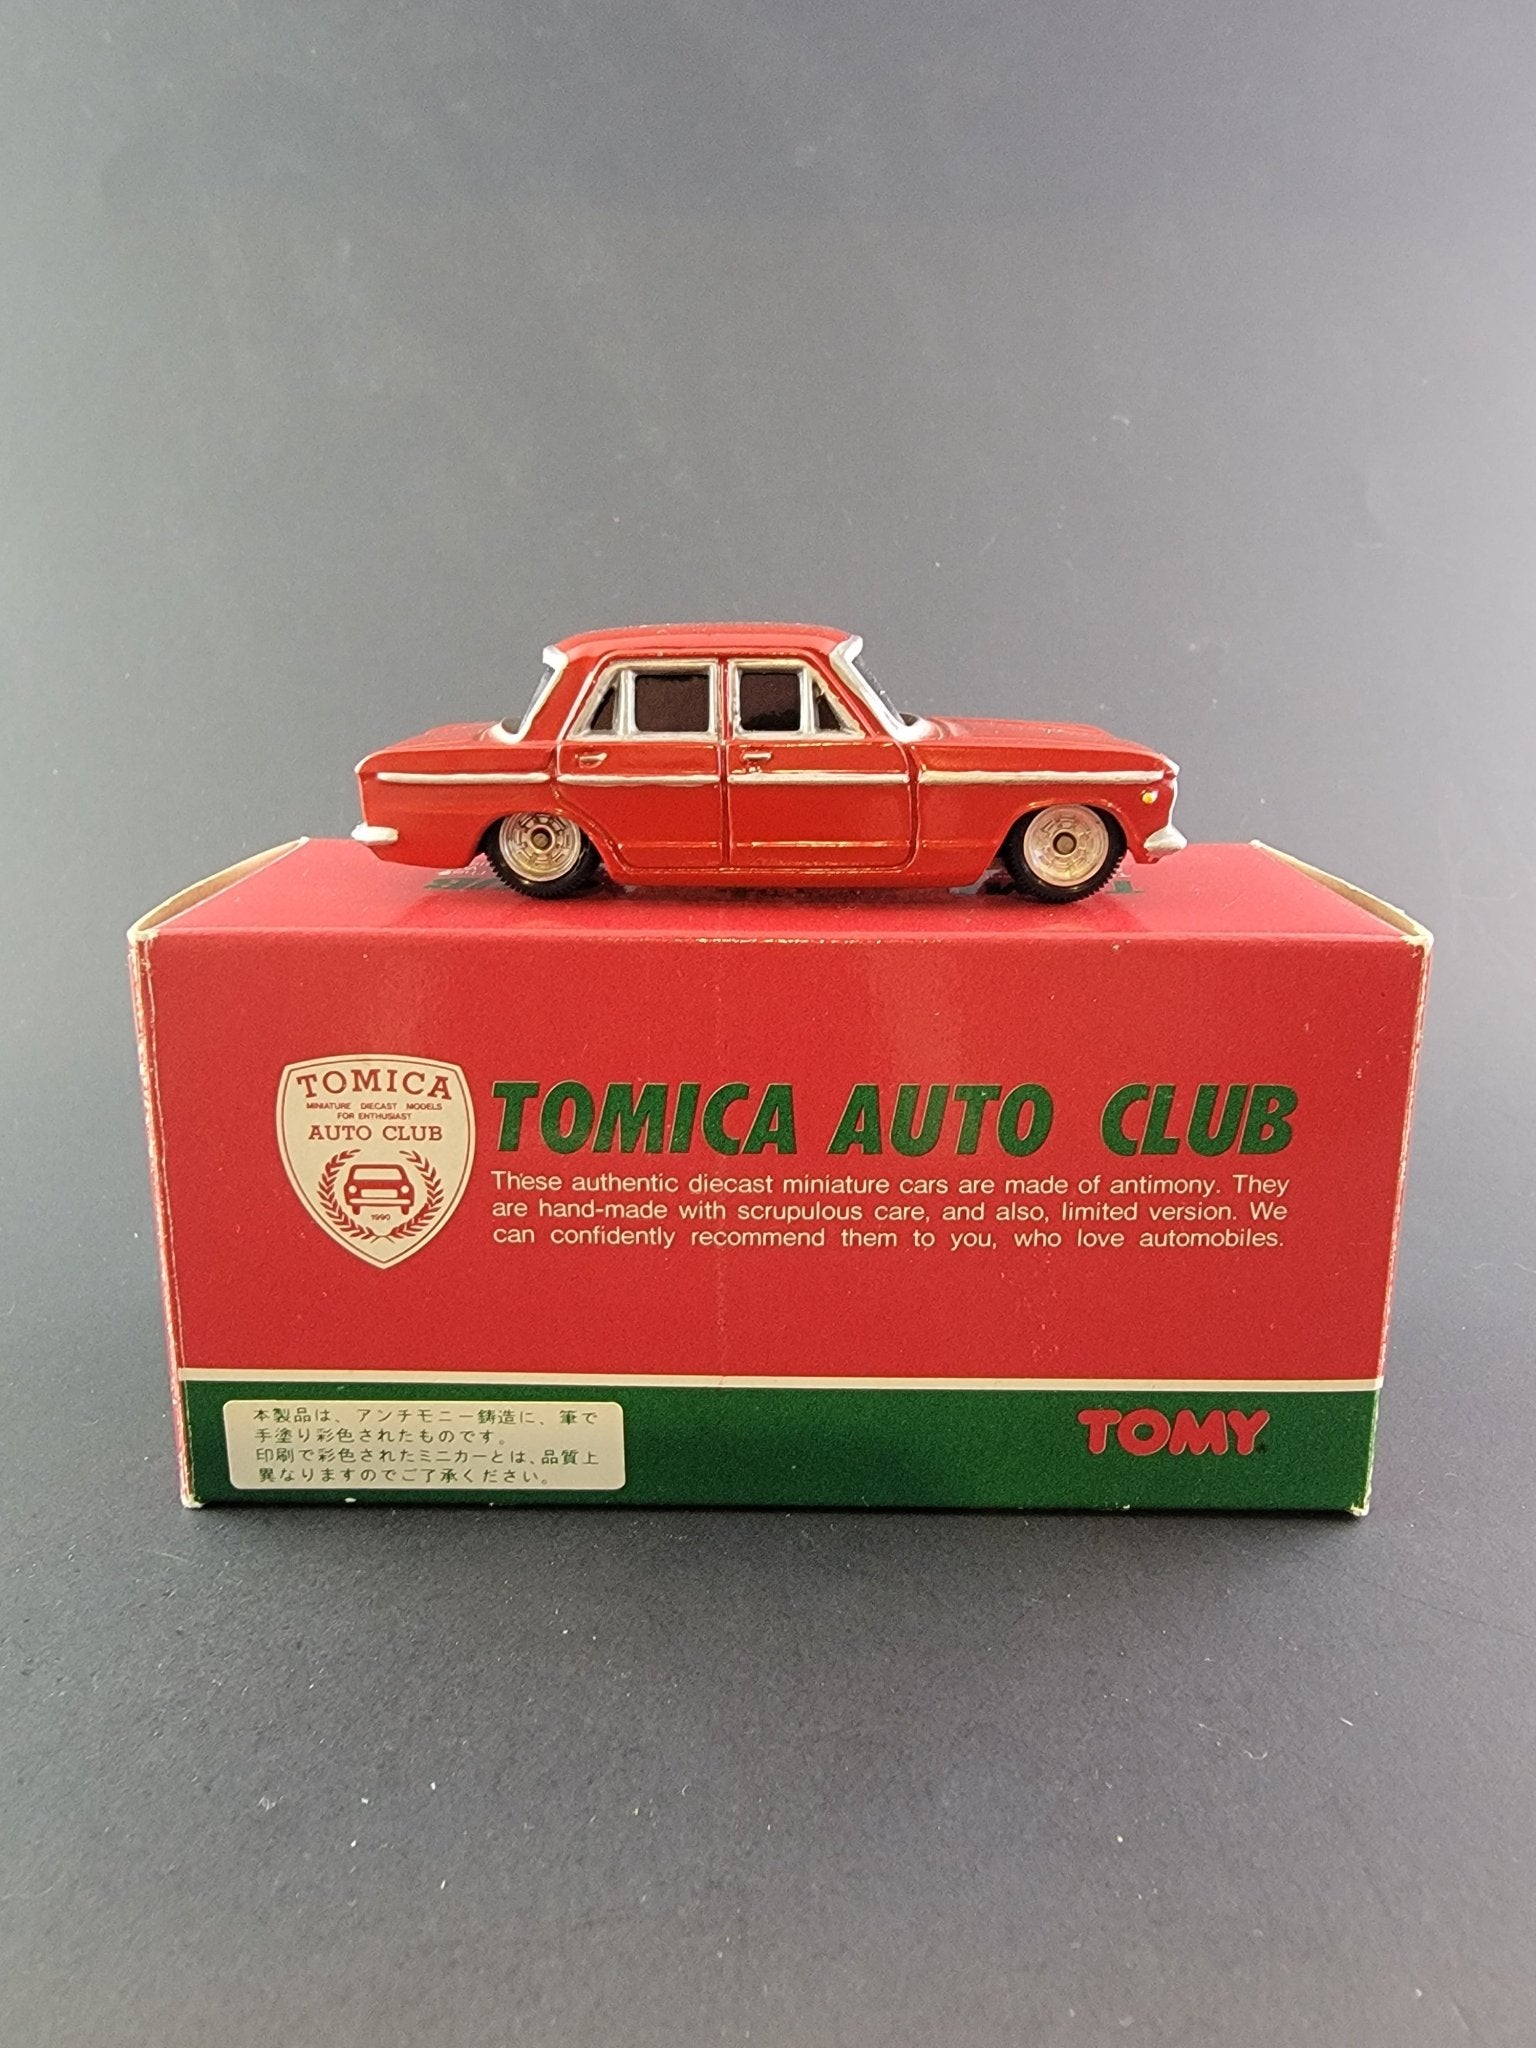 TOMICA
MINIATURE DIECAST MODELS
FOR ENTHUSIAST
AUTO CLUB
1990
TOMICA AUTO CLUB
These authentic diecast miniature cars are made of antimony. They
are hand-made with scrupulous care, and also, limited version. We
can confidently recommend them to you, who love automobiles.
本製品は、アンチモニー鋳造に、筆で
手塗り彩色されたものです。
印刷で彩色されたミニカーとは、品質上
異なりますのでご了承ください。
TOMY